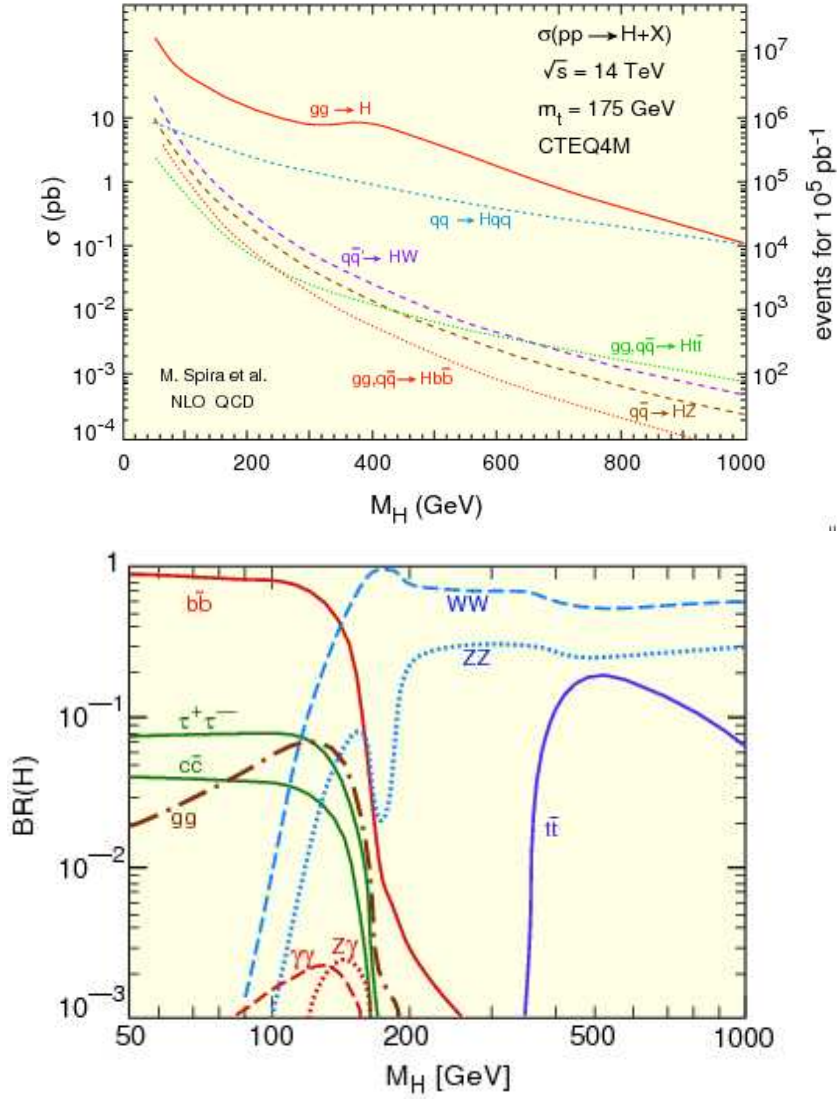 σ(pp → H+X)
√s = 14 TeV
m_t = 175 GeV
CTEQ4M
gg → H
qq → Hqq
qq̄' → HW
gg,qq̄ → Htt̄
gg,qq̄ → Hbb̄
qq̄ → HZ
M. Spira et al.
NLO QCD
σ (pb)
10
1
10^-1
10^-2
10^-3
10^-4
events for 10^5 pb^-1
10^7
10^6
10^5
10^4
10^3
10^2
0 200 400 600 800 1000
M_H (GeV)
BR(H)
1
10^-1
10^-2
10^-3
bb̄
WW
ZZ
τ^+ τ^-
cc̄
gg
tt̄
γγ
Zγ
50 100 200 500 1000
M_H [GeV]